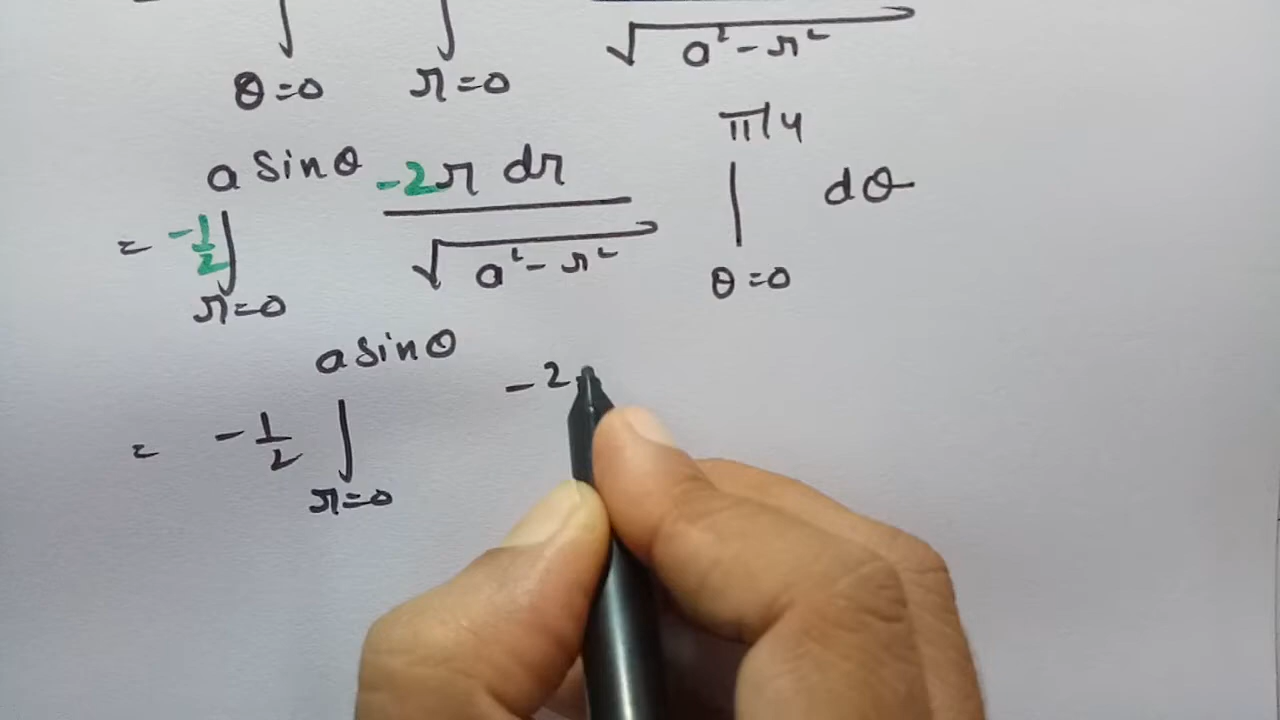 √(a² - r²)
θ=0 r=0
π/4
a sinθ -2r dr dθ
= -1/2 ∫ √(a² - r²)
r=0 θ=0
a sinθ -2
= -1/2 ∫
r=0